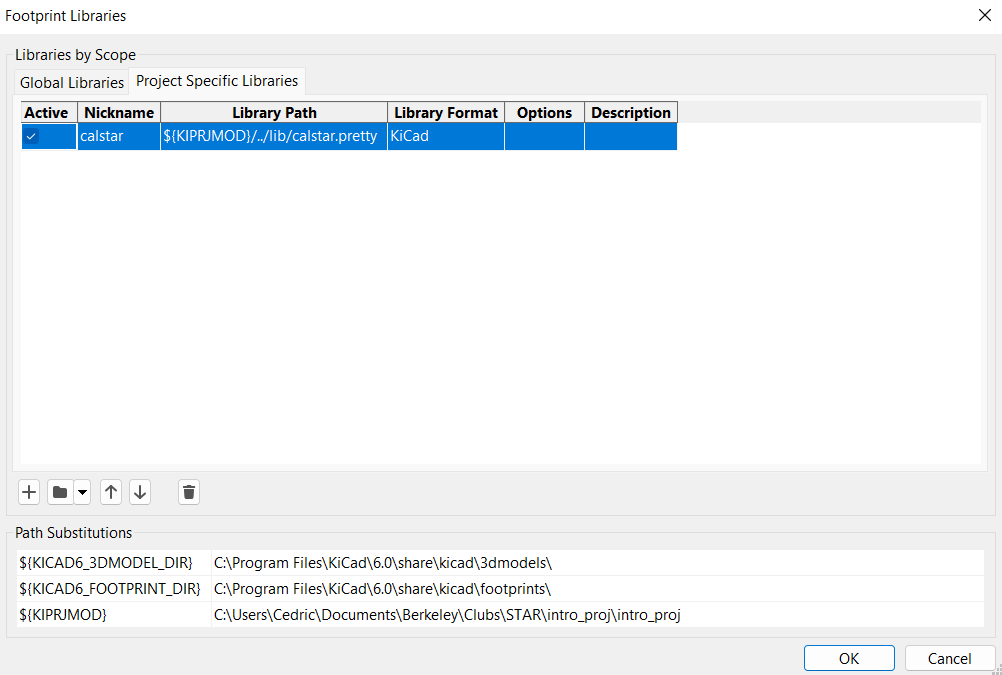 Footprint Libraries
Libraries by Scope
Global Libraries Project Specific Libraries
Active Nickname Library Path Library Format Options Description
calstar ${KIPRJMOD}/../lib/calstar.pretty KiCad
Path Substitutions
${KICAD6_3DMODEL_DIR} C:\Program Files\KiCad\6.0\share\kicad\3dmodels\
${KICAD6_FOOTPRINT_DIR} C:\Program Files\KiCad\6.0\share\kicad\footprints\
${KIPRJMOD} C:\Users\Cedric\Documents\Berkeley\Clubs\STAR\intro_proj\intro_proj
OK Cancel